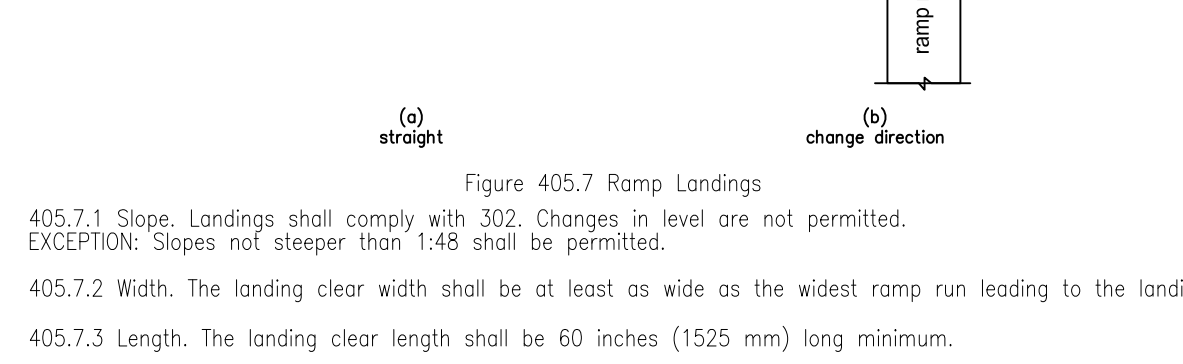 ramp
(a)
straight
(b)
change direction
Figure 405.7 Ramp Landings
405.7.1 Slope. Landings shall comply with 302. Changes in level are not permitted.
EXCEPTION: Slopes not steeper than 1:48 shall be permitted.
405.7.2 Width. The landing clear width shall be at least as wide as the widest ramp run leading to the landi
405.7.3 Length. The landing clear length shall be 60 inches (1525 mm) long minimum.